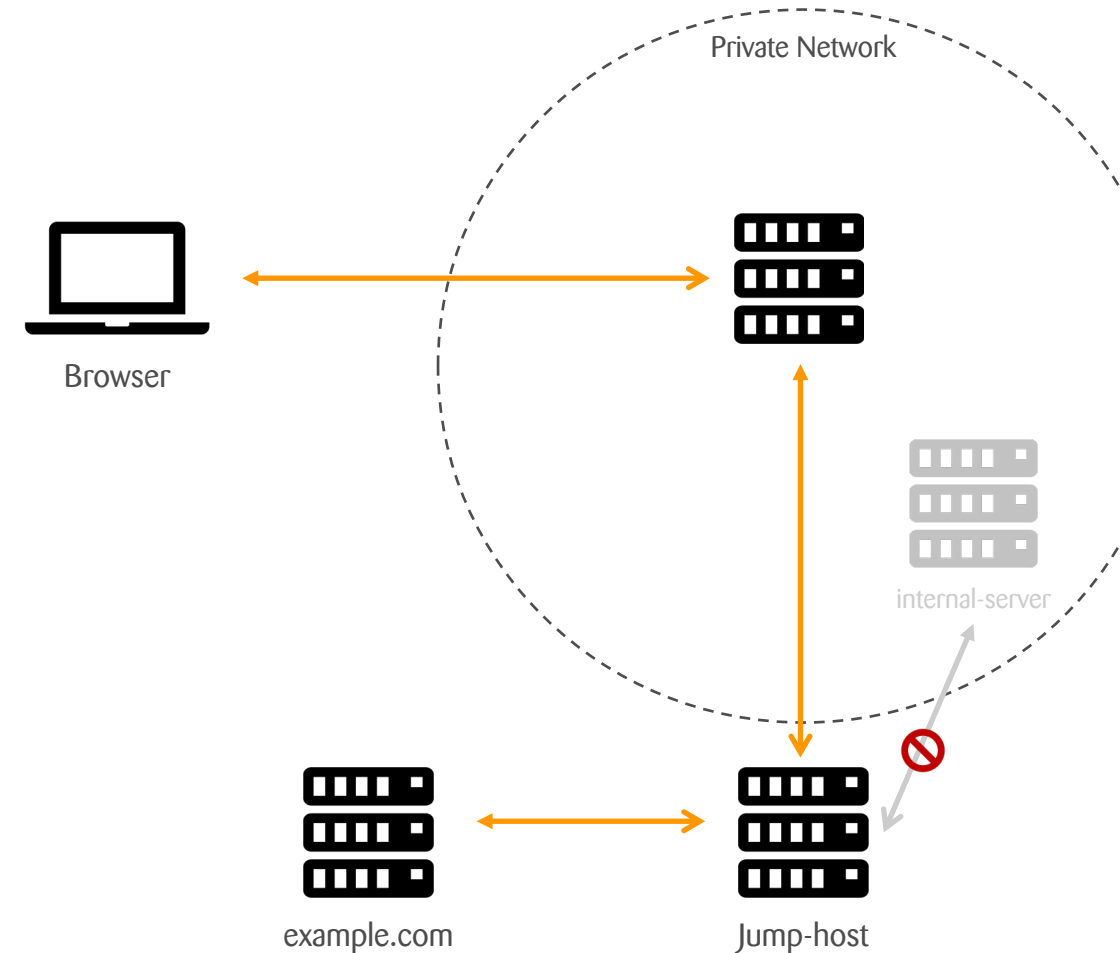 Private Network
Browser
internal-server
example.com
Jump-host